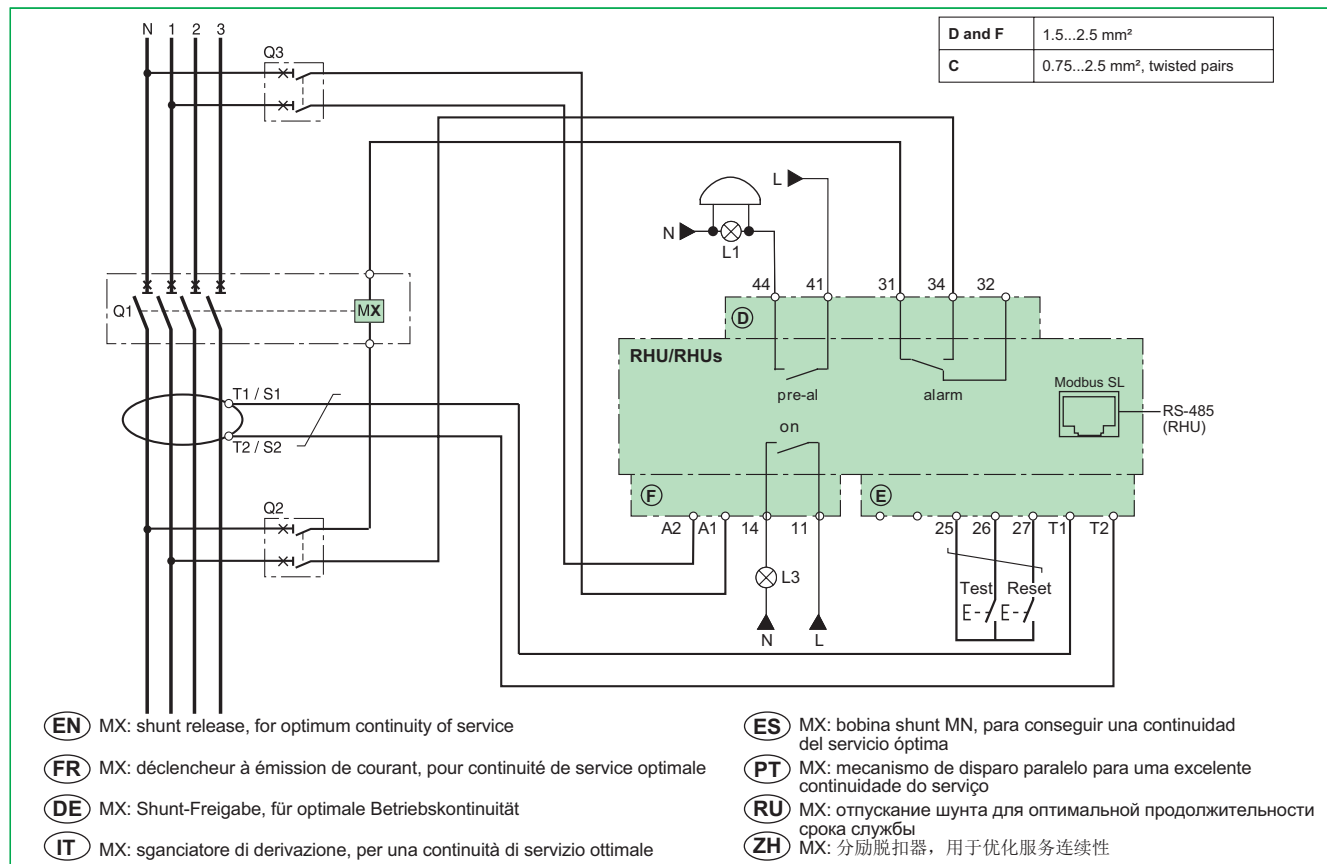 N 1 2 3
Q3
D and F 1.5...2.5 mm²
C 0.75...2.5 mm², twisted pairs
L
N
L1
Q1
MX
44 41 31 34 32
D
RHU/RHUs
pre-al
alarm
Modbus SL
RS-485
(RHU)
on
T1 / S1
T2 / S2
Q2
F
E
A2 A1 14 11
25 26 27 T1 T2
L3
Test Reset
E E
N L
EN MX: shunt release, for optimum continuity of service
FR MX: déclencheur à émission de courant, pour continuité de service optimale
DE MX: Shunt-Freigabe, für optimale Betriebskontinuität
IT MX: sganciatore di derivazione, per una continuità di servizio ottimale
ES MX: bobina shunt MN, para conseguir una continuidad
del servicio óptima
PT MX: mecanismo de disparo paralelo para uma excelente
continuidade do serviço
RU MX: отпускание шунта для оптимальной продолжительности
срока службы
ZH MX: 分励脱扣器，用于优化服务连续性